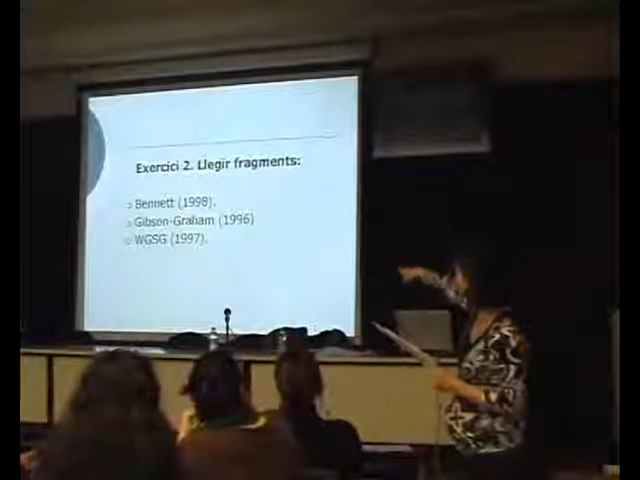 Exercici 2. Llegir fragments:
Bennett (1998).
Gibson-Graham (1996)
WGSG (1997).